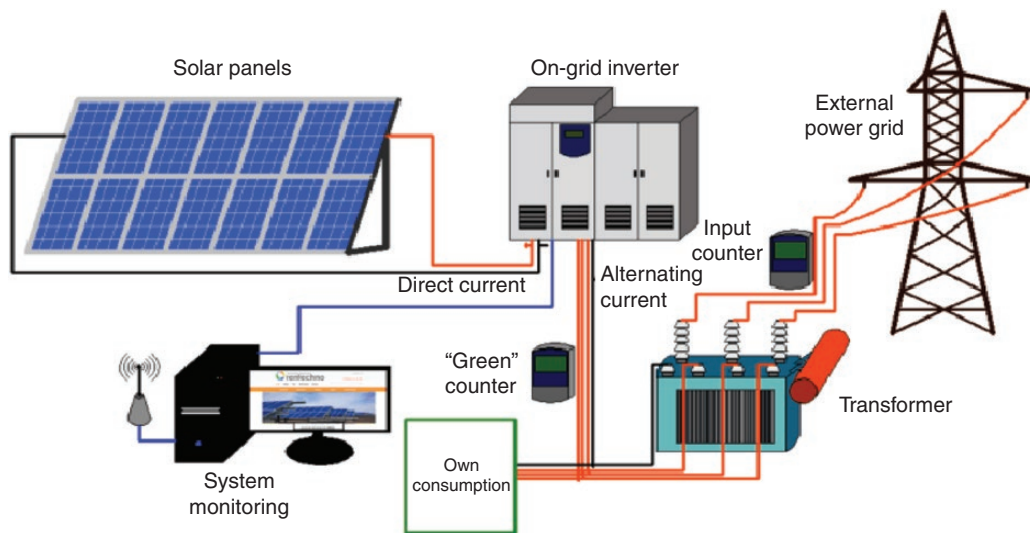 Solar panels
On-grid inverter
External
power grid
Input
counter
Direct current
Alternating
current
"Green"
counter
Transformer
Own
consumption
System
monitoring